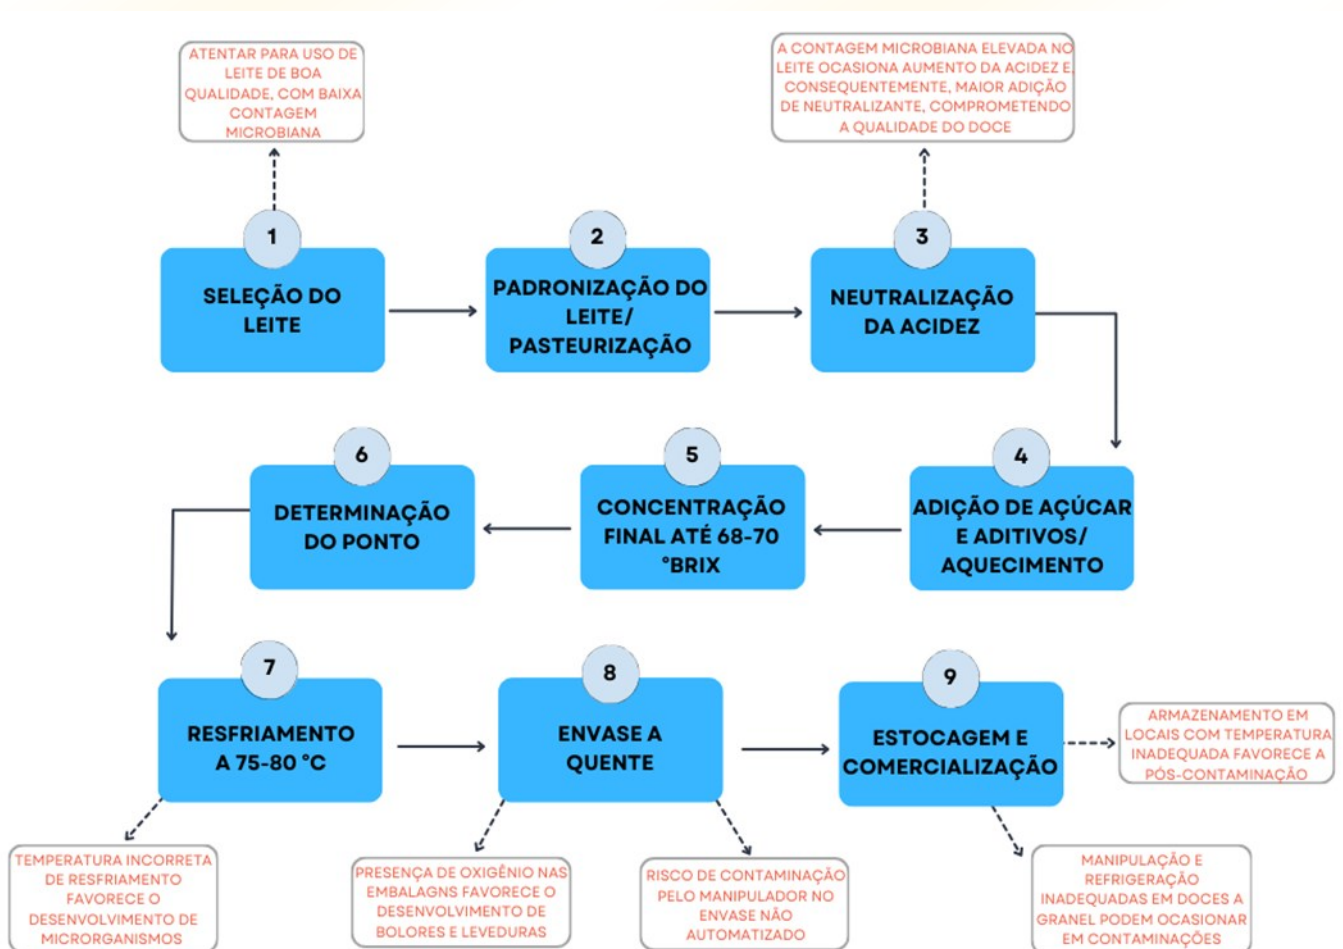 ATENTAR PARA USO DE
LEITE DE BOA
QUALIDADE, COM BAIXA
CONTAGEM
MICROBIANA
A CONTAGEM MICROBIANA ELEVADA NO
LEITE OCASIONA AUMENTO DA ACIDEZ E,
CONSEQUENTEMENTE, MAIOR ADIÇÃO
DE NEUTRALIZANTE, COMPROMETENDO
A QUALIDADE DO DOCE
1
SELEÇÃO DO
LEITE
2
PADRONIZAÇÃO DO
LEITE/
PASTEURIZAÇÃO
3
NEUTRALIZAÇÃO
DA ACIDEZ
4
ADIÇÃO DE AÇÚCAR
E ADITIVOS/
AQUECIMENTO
5
CONCENTRAÇÃO
FINAL ATÉ 68-70
°BRIX
6
DETERMINAÇÃO
DO PONTO
7
RESFRIAMENTO
A 75-80 °C
8
ENVASE A
QUENTE
9
ESTOCAGEM E
COMERCIALIZAÇÃO
ARMAZENAMENTO EM
LOCAIS COM TEMPERATURA
INADEQUADA FAVORECE A
PÓS-CONTAMINAÇÃO
TEMPERATURA INCORRETA
DE RESFRIAMENTO
FAVORECE O
DESENVOLVIMENTO DE
MICRORGANISMOS
PRESENÇA DE OXIGÊNIO NAS
EMBALAGNS FAVORECE O
DESENVOLVIMENTO DE
BOLORES E LEVEDURAS
RISCO DE CONTAMINAÇÃO
PELO MANIPULADOR NO
ENVASE NÃO
AUTOMATIZADO
MANIPULAÇÃO E
REFRIGERAÇÃO
INADEQUADAS EM DOCES A
GRANEL PODEM OCASIONAR
EM CONTAMINAÇÕES